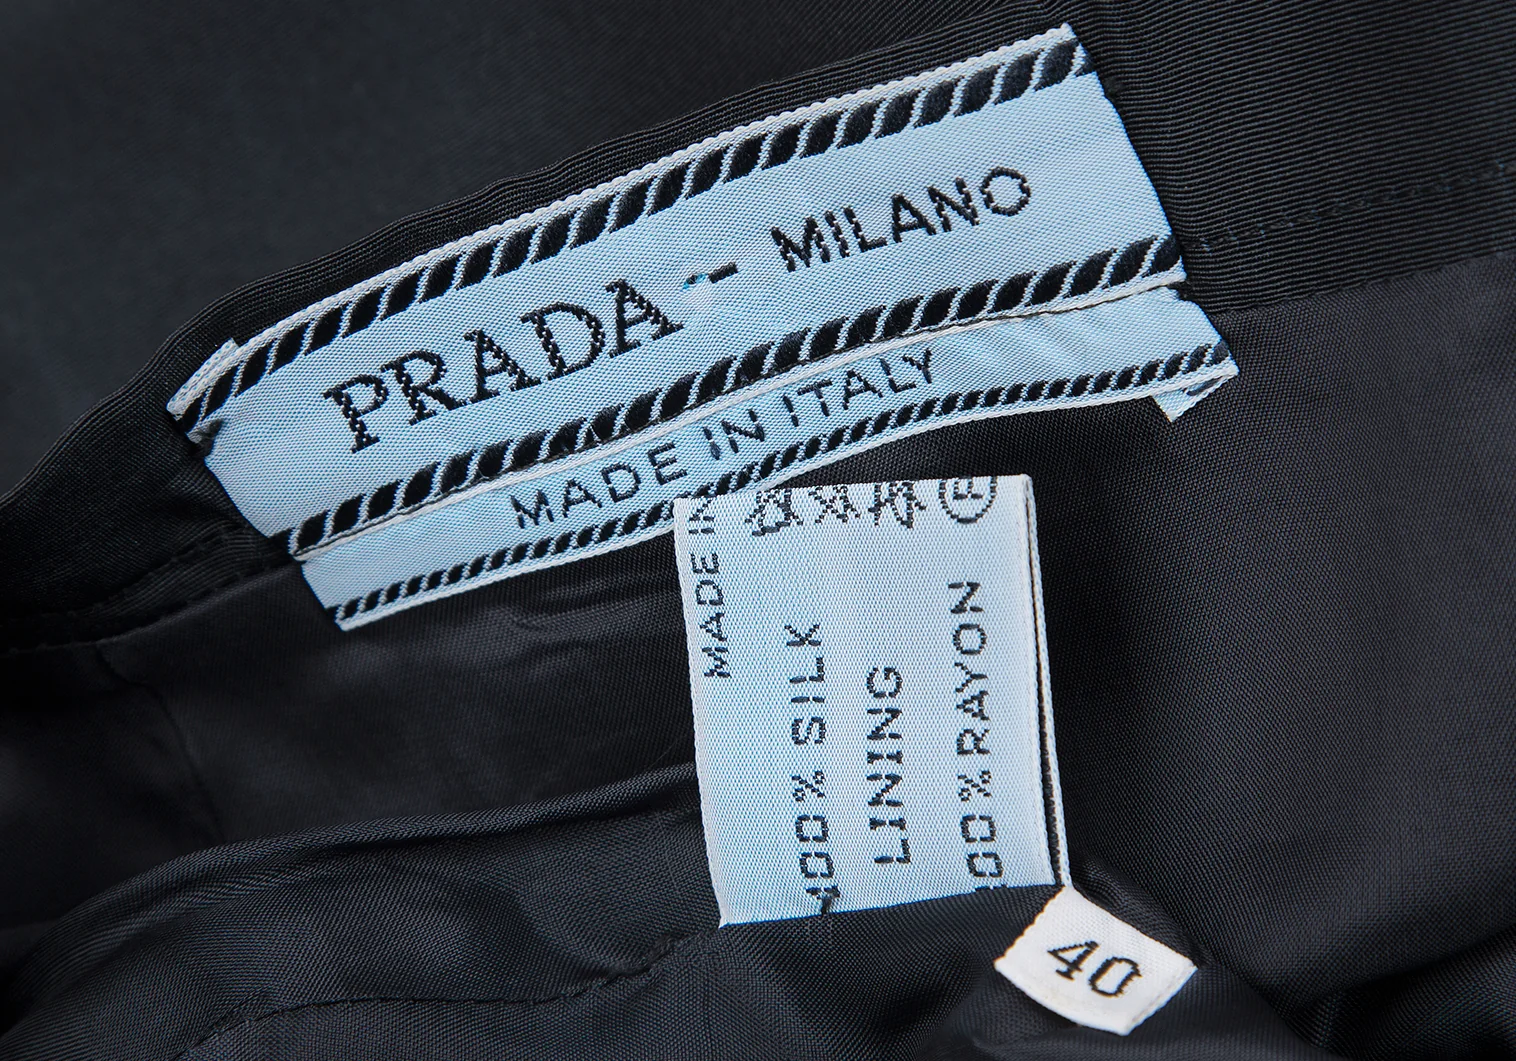 PRADA - MILANO
MADE IN ITALY
MADE IN
100% SILK
LINING
100% RAYON
F
40